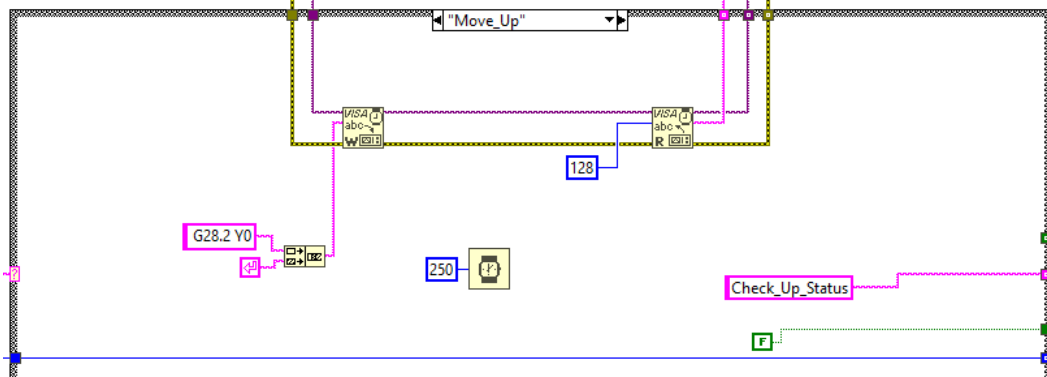 "Move_Up"
VISA VISA
abc abc
W R
128
G28.2 Y0
250
Check_Up_Status
?
F